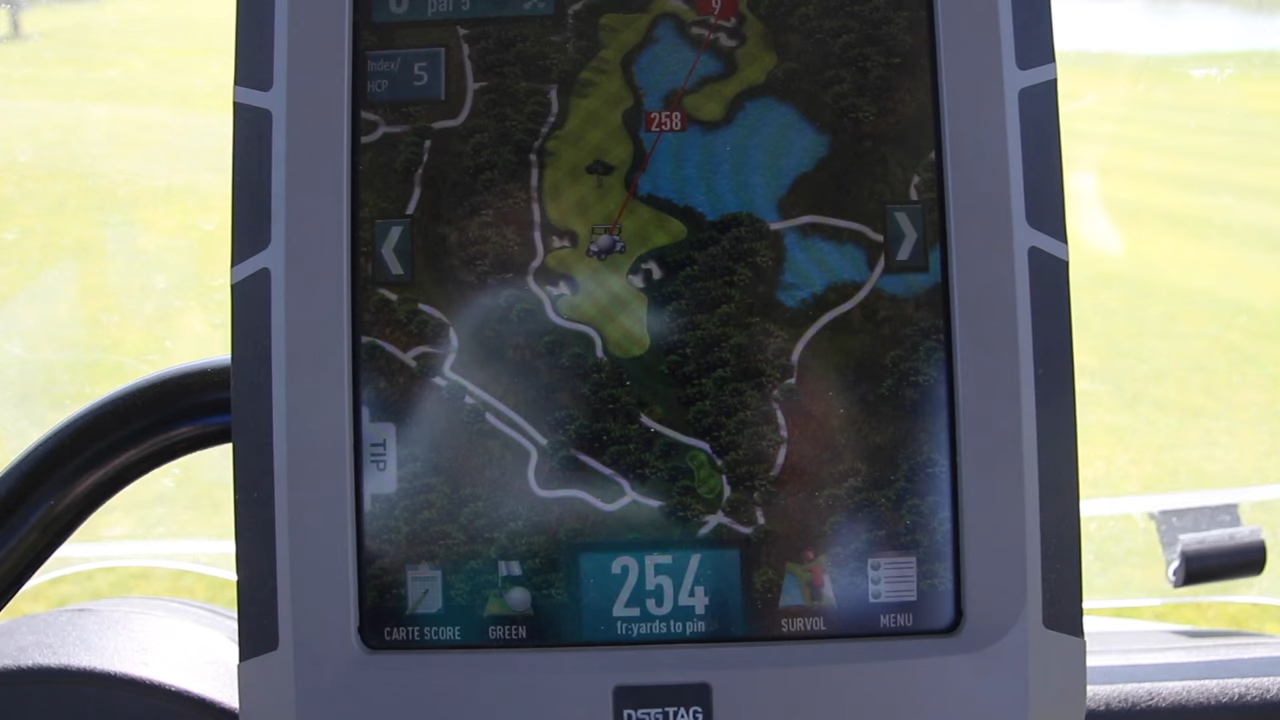 par 5
9
Index/
HCP
5
258
TIP
254
fr:yards to pin
CARTE SCORE
GREEN
SURVOL
MENU
DSG TAG